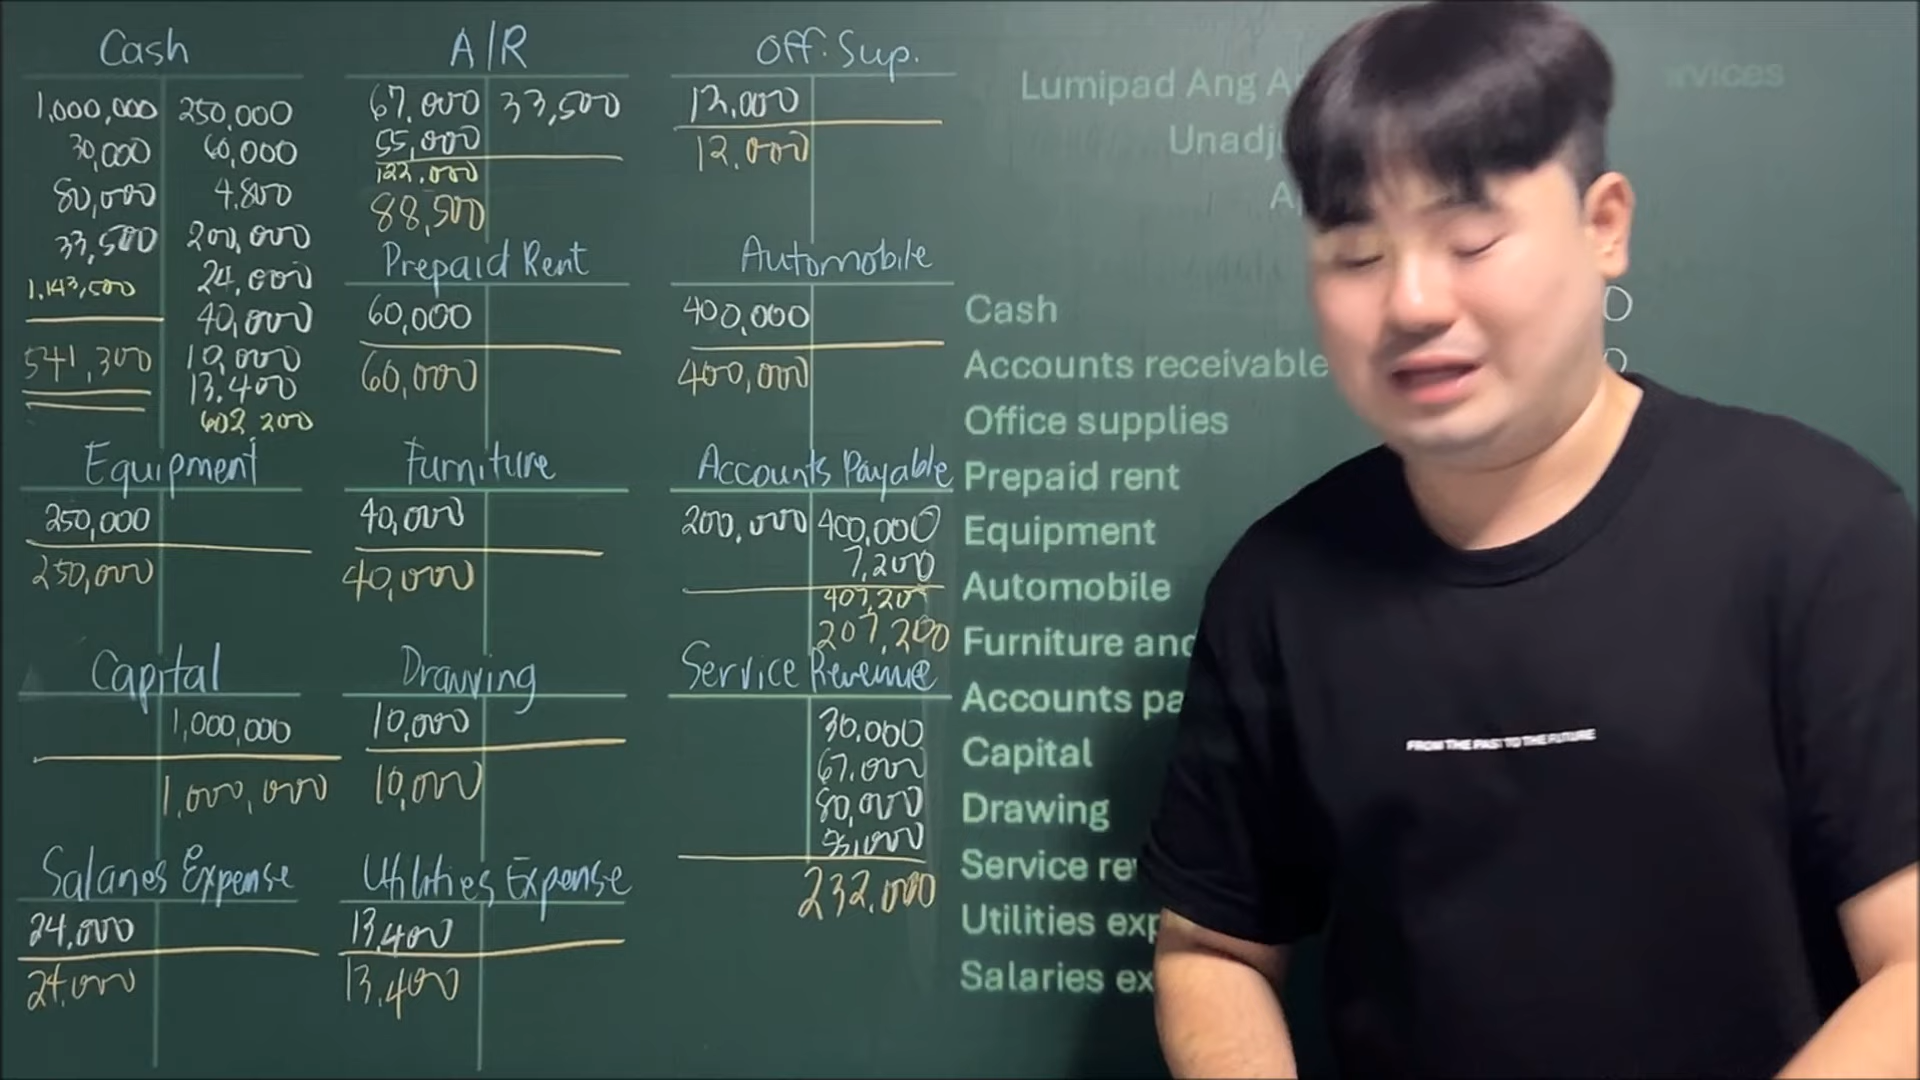 Cash
1,000,000 250,000
30,000 60,000
80,000 4.800
33,500 200,000
1,143,500 24,000
40,000
541,300 10,000
13.400
602 200
A/R
67,000 33,500
55,000
122.000
88,500
Off. Sup.
12,000
12.000
Prepaid Rent
60,000
60,000
Automobile
400,000
400,000
Equipment
250,000
250,000
Furniture
40,000
40,000
Accounts Payable
200,000 400,000
7,200
407,20
207,200
Capital
1,000,000
1,000,000
Drawing
10,000
10,000
Service Revenue
30.000
67.000
80,000
232.000
Salaries Expense
24.000
24,000
Utilities Expense
13,400
13,400
Lumipad Ang
Cash
Accounts receivable
Office supplies
Prepaid rent
Equipment
Automobile
Furniture and
Accounts pa
Capital
Drawing
Service re
Utilities exp
Salaries ex
FROM THE PAST TO THE FUTURE